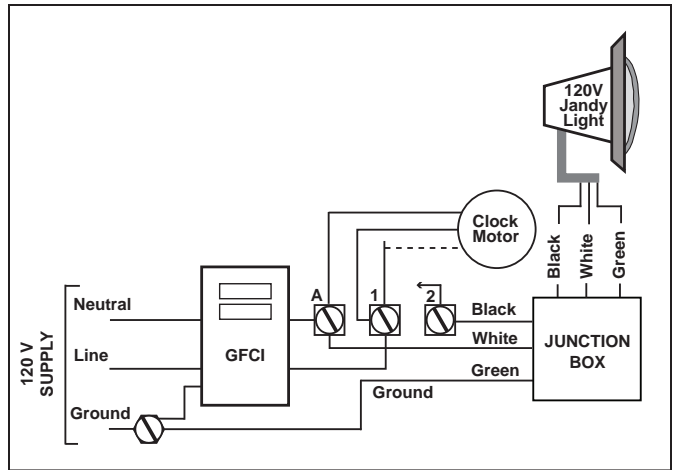 120V
Jandy
Light
Clock
Motor
Black
White
Green
A
1
2
Neutral
Line
Ground
120 V
SUPPLY
GFCI
Black
White
Green
Ground
JUNCTION
BOX